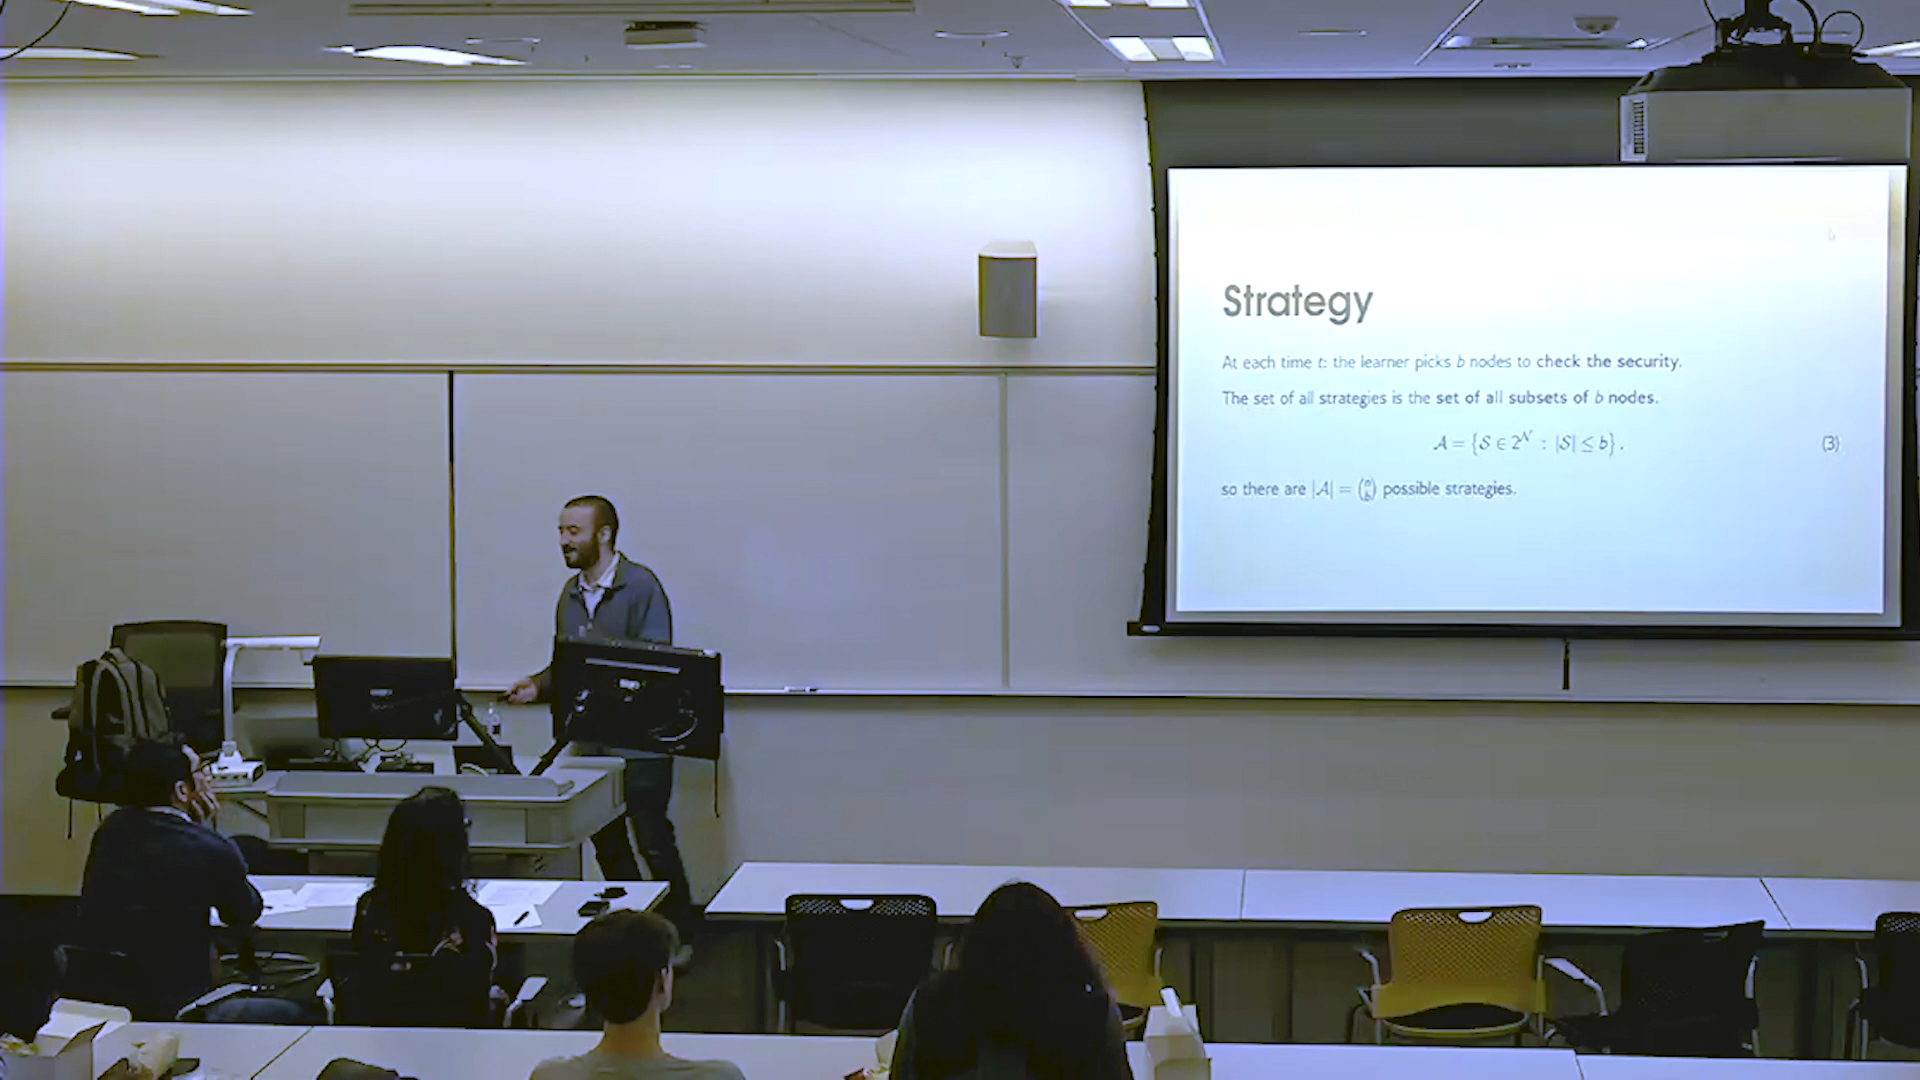 Strategy
At each time t: the learner picks b nodes to check the security.
The set of all strategies is the set of all subsets of b nodes.
𝒜 = {𝒮 ∈ 2^𝒩 : |𝒮| ≤ b}. (3)
so there are |𝒜| = (n b) possible strategies.